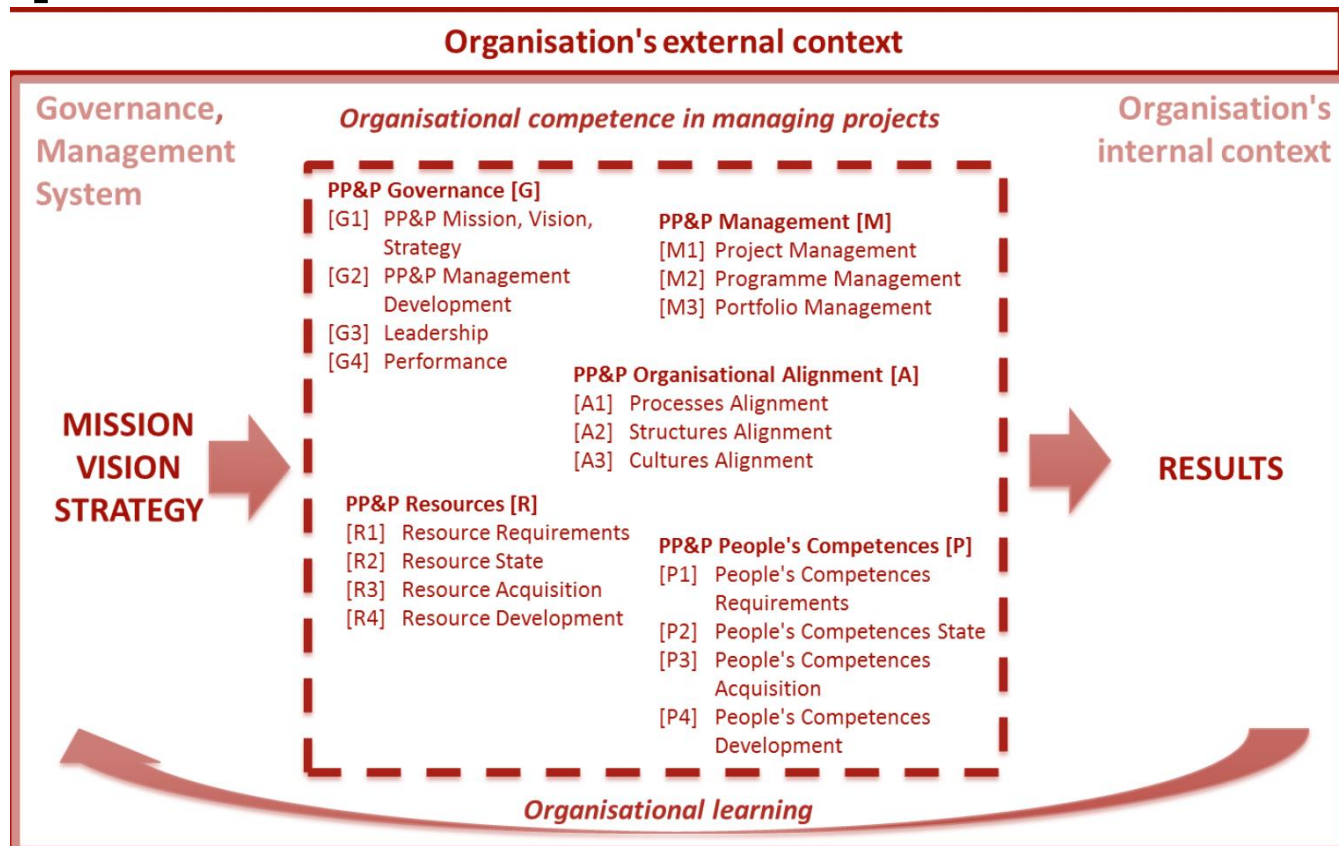 Organisation's external context
Governance,
Management
System
Organisational competence in managing projects
Organisation's
internal context
PP&P Governance [G]
[G1] PP&P Mission, Vision,
Strategy
[G2] PP&P Management
Development
[G3] Leadership
[G4] Performance
PP&P Management [M]
[M1] Project Management
[M2] Programme Management
[M3] Portfolio Management
PP&P Organisational Alignment [A]
[A1] Processes Alignment
[A2] Structures Alignment
[A3] Cultures Alignment
MISSION
VISION
STRATEGY
RESULTS
PP&P Resources [R]
[R1] Resource Requirements
[R2] Resource State
[R3] Resource Acquisition
[R4] Resource Development
PP&P People's Competences [P]
[P1] People's Competences
Requirements
[P2] People's Competences State
[P3] People's Competences
Acquisition
[P4] People's Competences
Development
Organisational learning